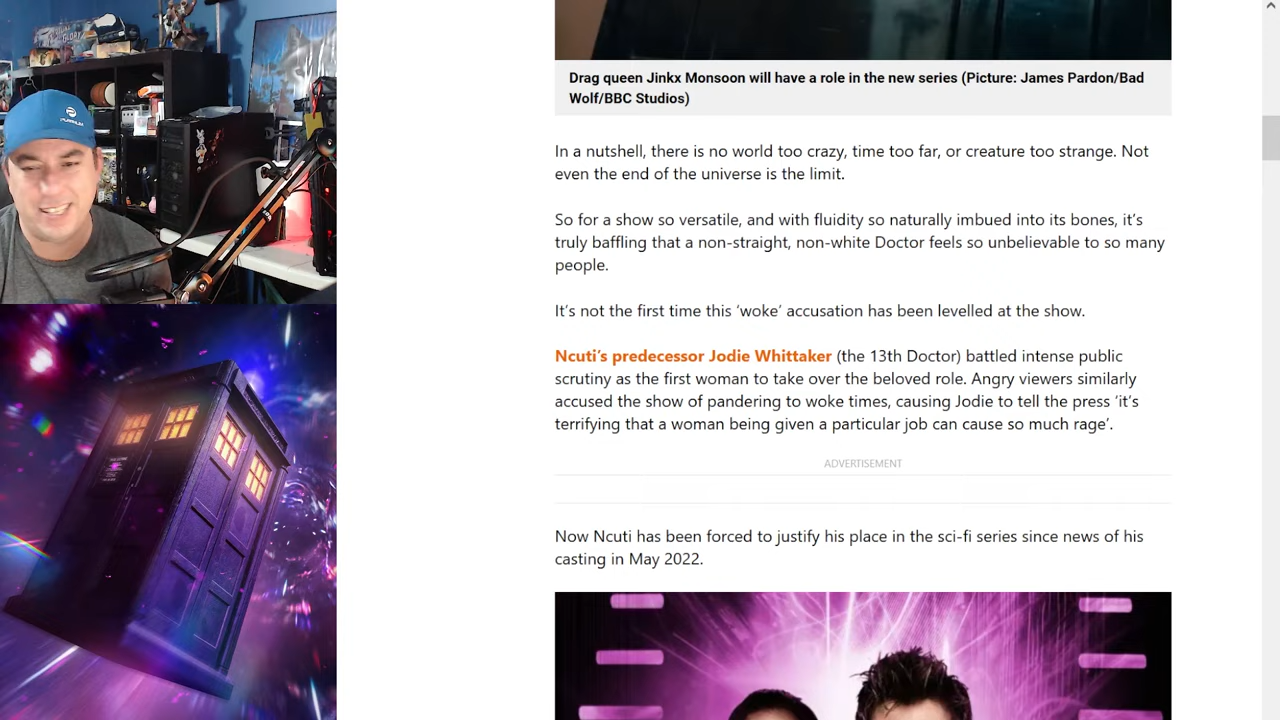 Drag queen Jinkx Monsoon will have a role in the new series (Picture: James Pardon/Bad
Wolf/BBC Studios)
In a nutshell, there is no world too crazy, time too far, or creature too strange. Not
even the end of the universe is the limit.
So for a show so versatile, and with fluidity so naturally imbued into its bones, it’s
truly baffling that a non-straight, non-white Doctor feels so unbelievable to so many
people.
It’s not the first time this ‘woke’ accusation has been levelled at the show.
Ncuti’s predecessor Jodie Whittaker (the 13th Doctor) battled intense public
scrutiny as the first woman to take over the beloved role. Angry viewers similarly
accused the show of pandering to woke times, causing Jodie to tell the press ‘it’s
terrifying that a woman being given a particular job can cause so much rage’.
ADVERTISEMENT
Now Ncuti has been forced to justify his place in the sci-fi series since news of his
casting in May 2022.